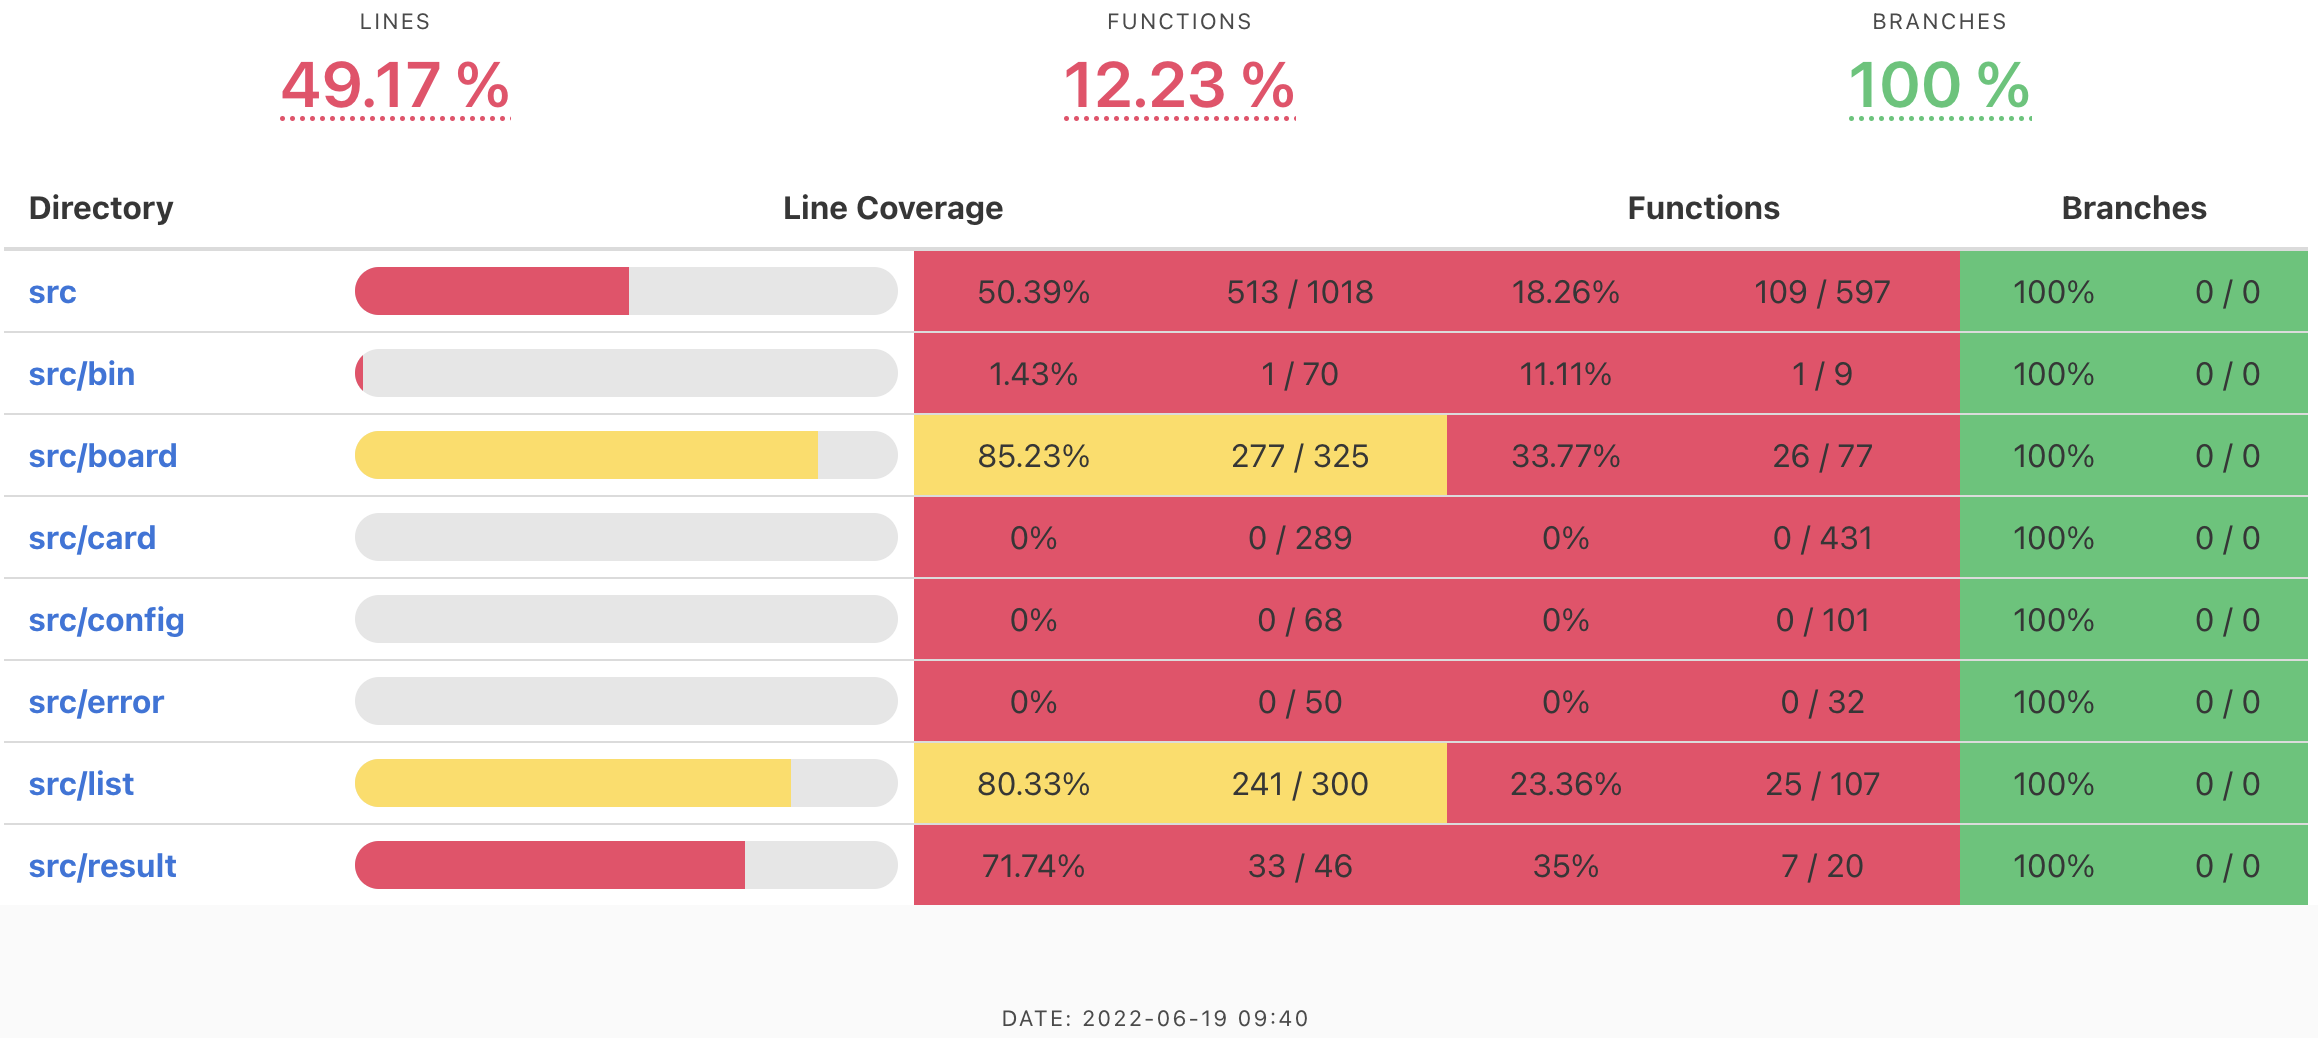 LINES FUNCTIONS BRANCHES
49.17 % 12.23 % 100 %
Directory Line Coverage Functions Branches
src 50.39% 513 / 1018 18.26% 109 / 597 100% 0 / 0
src/bin 1.43% 1 / 70 11.11% 1 / 9 100% 0 / 0
src/board 85.23% 277 / 325 33.77% 26 / 77 100% 0 / 0
src/card 0% 0 / 289 0% 0 / 431 100% 0 / 0
src/config 0% 0 / 68 0% 0 / 101 100% 0 / 0
src/error 0% 0 / 50 0% 0 / 32 100% 0 / 0
src/list 80.33% 241 / 300 23.36% 25 / 107 100% 0 / 0
src/result 71.74% 33 / 46 35% 7 / 20 100% 0 / 0
DATE: 2022-06-19 09:40